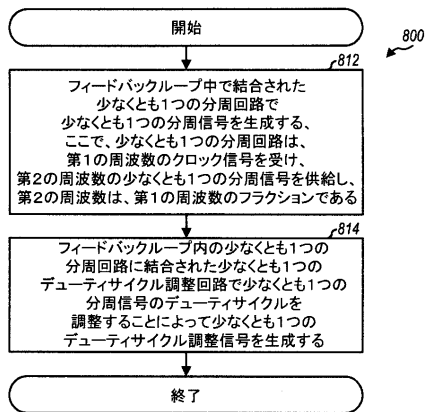 開始
800
812
フィードバックループ中で結合された
少なくとも1つの分周回路で
少なくとも1つの分周信号を生成する、
ここで、少なくとも1つの分周回路は、
第1の周波数のクロック信号を受け、
第2の周波数の少なくとも1つの分周信号を供給し、
第2の周波数は、第1の周波数のフラクションである
814
フィードバックループ内の少なくとも1つの
分周回路に結合された少なくとも1つの
デューティサイクル調整回路で少なくとも1つの
分周信号のデューティサイクルを
調整することによって少なくとも1つの
デューティサイクル調整信号を生成する
終了